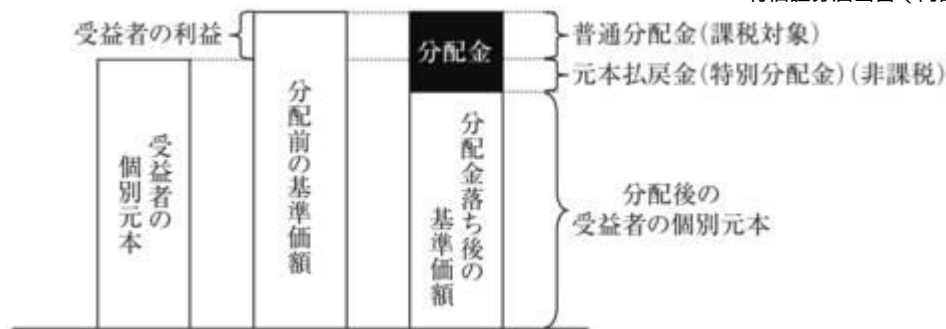 受益者の利益
分配金
普通分配金(課税対象)
元本払戻金(特別分配金)(非課税)
受益者の
個別元本
分配前の基準価額
分配金落ち後の
基準価額
分配後の
受益者の個別元本